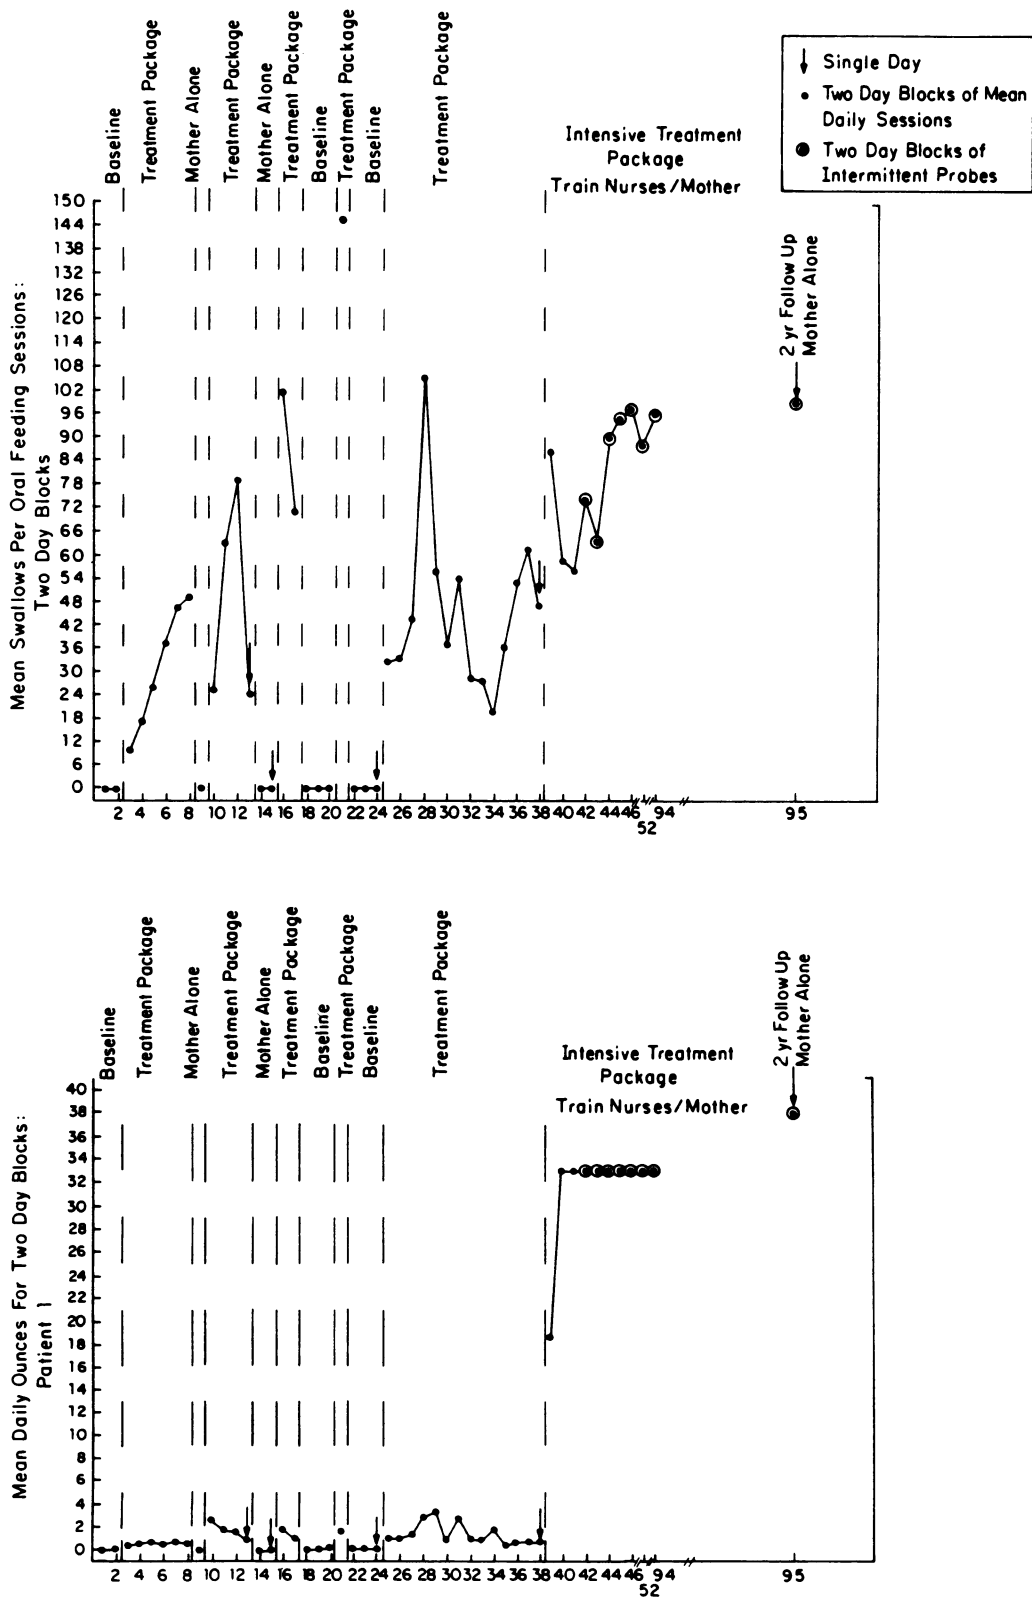 Baseline
Treatment Package
Mother Alone
Treatment Package
Mother Alone
Treatment Package
Baseline
Treatment Package
Baseline
Treatment Package
Intensive Treatment
Package
Train Nurses/Mother
Single Day
Two Day Blocks of Mean
Daily Sessions
Two Day Blocks of
Intermittent Probes
2 yr Follow Up
Mother Alone
Mean Swallows Per Oral Feeding Sessions:
Two Day Blocks
150
144
138
132
126
120
114
108
102
96
90
84
78
72
66
60
54
48
42
36
30
24
18
12
6
0
2 4 6 8 10 12 14 16 18 20 22 24 26 28 30 32 34 36 38 40 42 44 46 94 95
52
Baseline
Treatment Package
Mother Alone
Treatment Package
Mother Alone
Treatment Package
Baseline
Treatment Package
Baseline
Treatment Package
Intensive Treatment
Package
Train Nurses/Mother
2 yr Follow Up
Mother Alone
Mean Daily Ounces For Two Day Blocks:
Patient 1
40
38
36
34
32
30
28
26
24
22
20
18
16
14
12
10
8
6
4
2
0
2 4 6 8 10 12 14 16 18 20 22 24 26 28 30 32 34 36 38 40 42 44 46 94 95
52